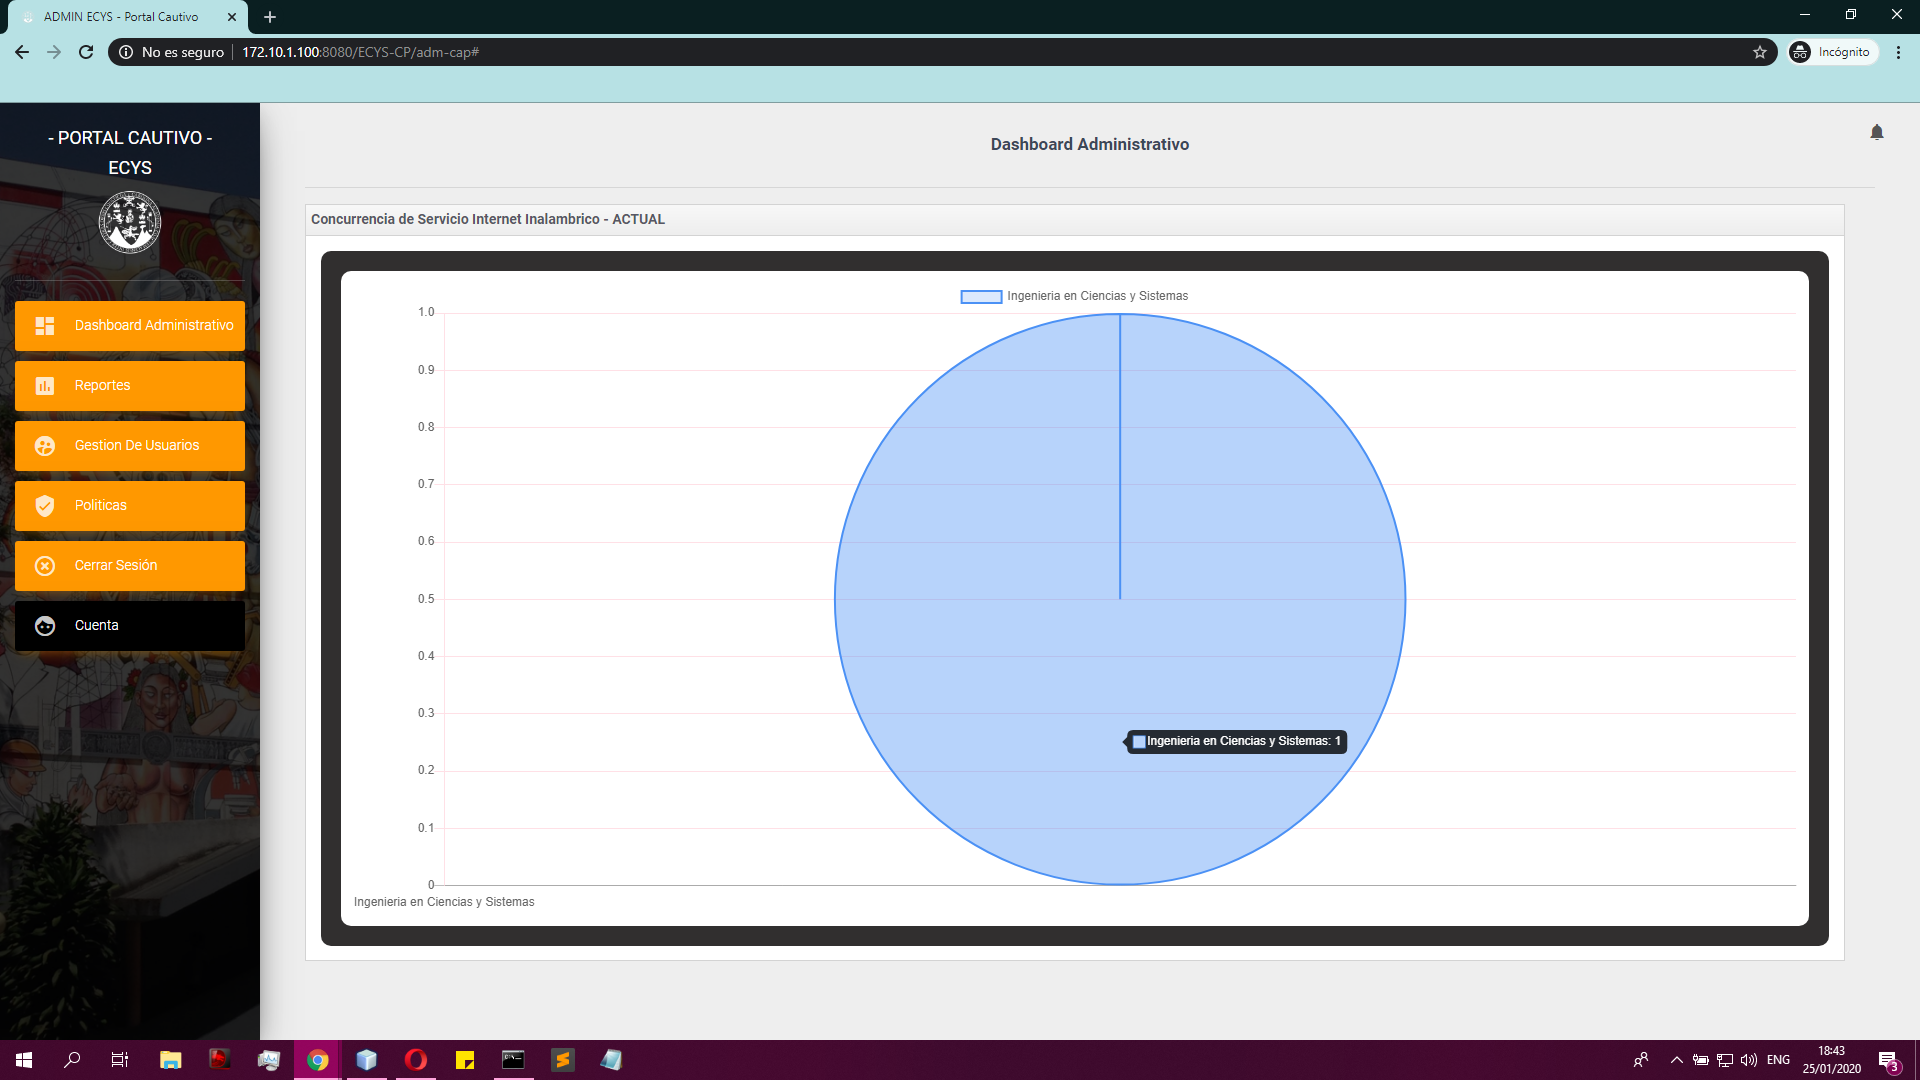 ADMIN ECYS - Portal Cautivo
No es seguro
172.10.1.100:8080/ECYS-CP/adm-cap#
Incógnito
- PORTAL CAUTIVO -
ECYS
Dashboard Administrativo
Reportes
Gestion De Usuarios
Politicas
Cerrar Sesión
Cuenta
Dashboard Administrativo
Concurrencia de Servicio Internet Inalambrico - ACTUAL
Ingenieria en Ciencias y Sistemas
1.0
0.9
0.8
0.7
0.6
0.5
0.4
0.3
Ingenieria en Ciencias y Sistemas: 1
0.2
0.1
0
Ingenieria en Ciencias y Sistemas
ENG
18:43
25/01/2020
3